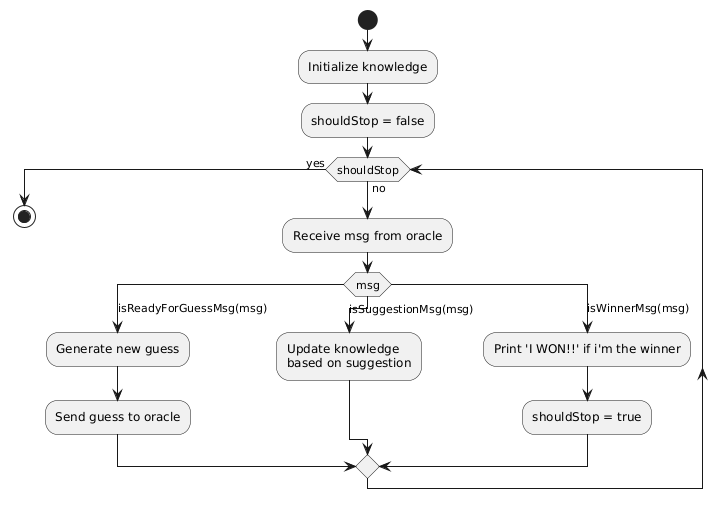 Initialize knowledge
shouldStop = false
yes
shouldStop
no
Receive msg from oracle
msg
isReadyForGuessMsg(msg)
isSuggestionMsg(msg)
isWinnerMsg(msg)
Generate new guess
Update knowledge
based on suggestion
Print 'I WON!!' if i'm the winner
Send guess to oracle
shouldStop = true